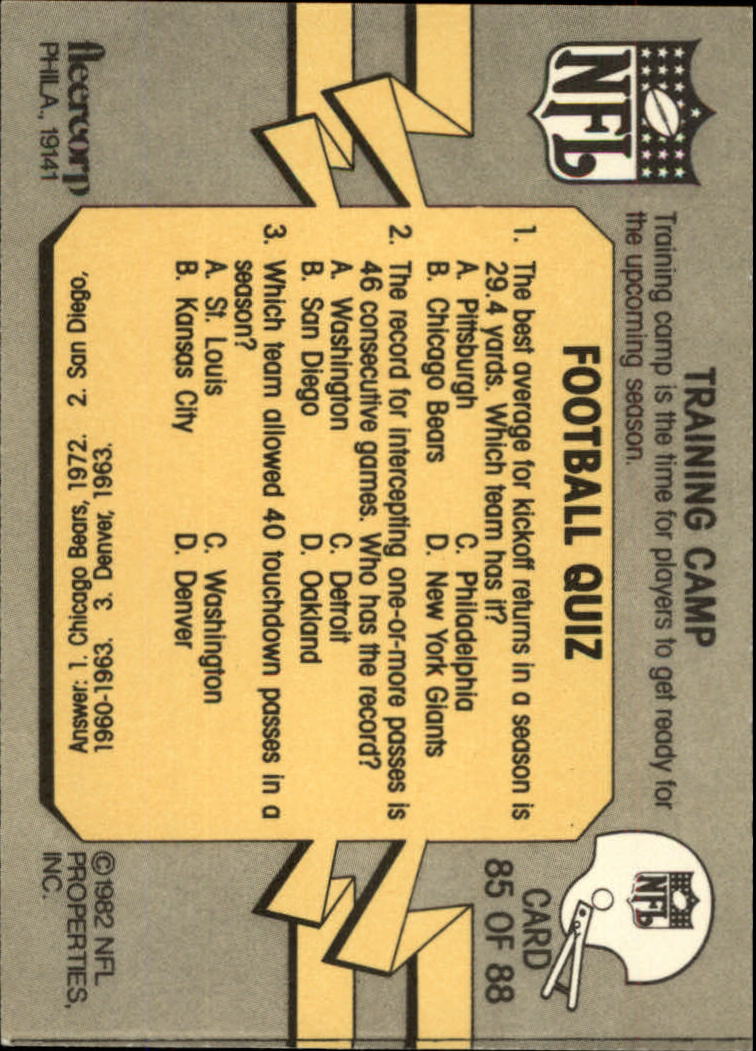 NFL
TRAINING CAMP
Training camp is the time for players to get ready for
the upcoming season.
NFL
CARD
85 OF 88
FOOTBALL QUIZ
1. The best average for kickoff returns in a season is
29.4 yards. Which team has it?
A. Pittsburgh C. Philadelphia
B. Chicago Bears D. New York Giants
2. The record for intercepting one-or-more passes is
46 consecutive games. Who has the record?
A. Washington C. Detroit
B. San Diego D. Oakland
3. Which team allowed 40 touchdown passes in a
season?
A. St. Louis C. Washington
B. Kansas City D. Denver
Answer: 1. Chicago Bears, 1972. 2. San Diego,
1960-1963. 3. Denver, 1963.
fleercorp
PHILA., 19141
©1982 NFL
PROPERTIES,
INC.